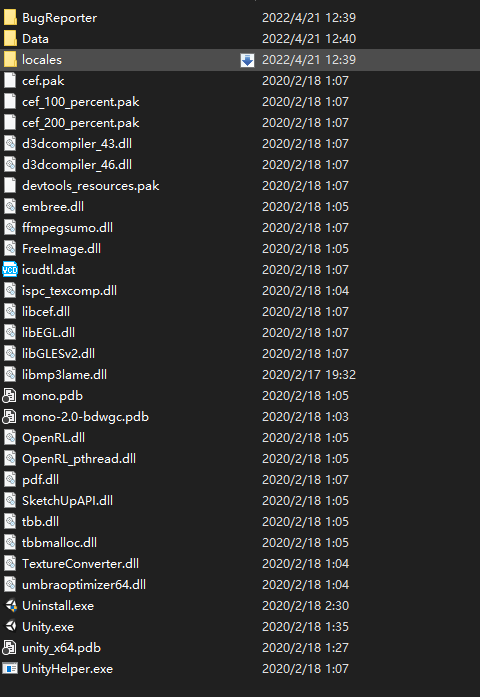 BugReporter 2022/4/21 12:39
Data 2022/4/21 12:40
locales 2022/4/21 12:39
cef.pak 2020/2/18 1:07
cef_100_percent.pak 2020/2/18 1:07
cef_200_percent.pak 2020/2/18 1:07
d3dcompiler_43.dll 2020/2/18 1:07
d3dcompiler_46.dll 2020/2/18 1:07
devtools_resources.pak 2020/2/18 1:07
embree.dll 2020/2/18 1:05
ffmpegsumo.dll 2020/2/18 1:07
FreeImage.dll 2020/2/18 1:05
VCD icudtl.dat 2020/2/18 1:07
ispc_texcomp.dll 2020/2/18 1:04
libcef.dll 2020/2/18 1:07
libEGL.dll 2020/2/18 1:07
libGLESv2.dll 2020/2/18 1:07
libmp3lame.dll 2020/2/17 19:32
mono.pdb 2020/2/18 1:05
mono-2.0-bdwgc.pdb 2020/2/18 1:03
OpenRL.dll 2020/2/18 1:05
OpenRL_pthread.dll 2020/2/18 1:05
pdf.dll 2020/2/18 1:07
SketchUpAPI.dll 2020/2/18 1:05
tbb.dll 2020/2/18 1:05
tbbmalloc.dll 2020/2/18 1:05
TextureConverter.dll 2020/2/18 1:04
umbraoptimizer64.dll 2020/2/18 1:04
Uninstall.exe 2020/2/18 2:30
Unity.exe 2020/2/18 1:35
unity_x64.pdb 2020/2/18 1:27
UnityHelper.exe 2020/2/18 1:07